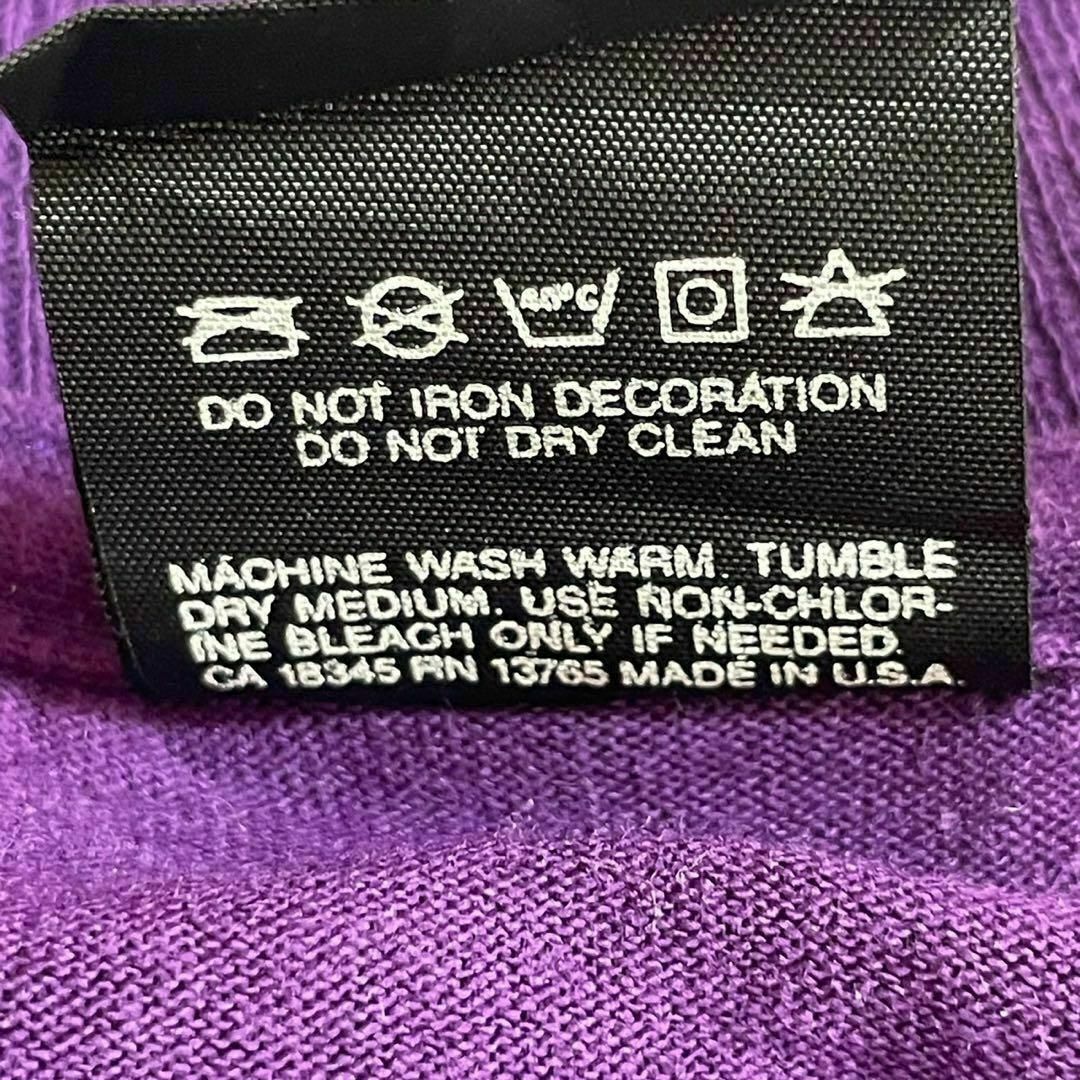 40°C
DO NOT IRON DECORATION
DO NOT DRY CLEAN
MACHINE WASH WARM. TUMBLE
DRY MEDIUM. USE NON-CHLOR-
INE BLEACH ONLY IF NEEDED.
CA 18345 RN 13765 MADE IN U.S.A.